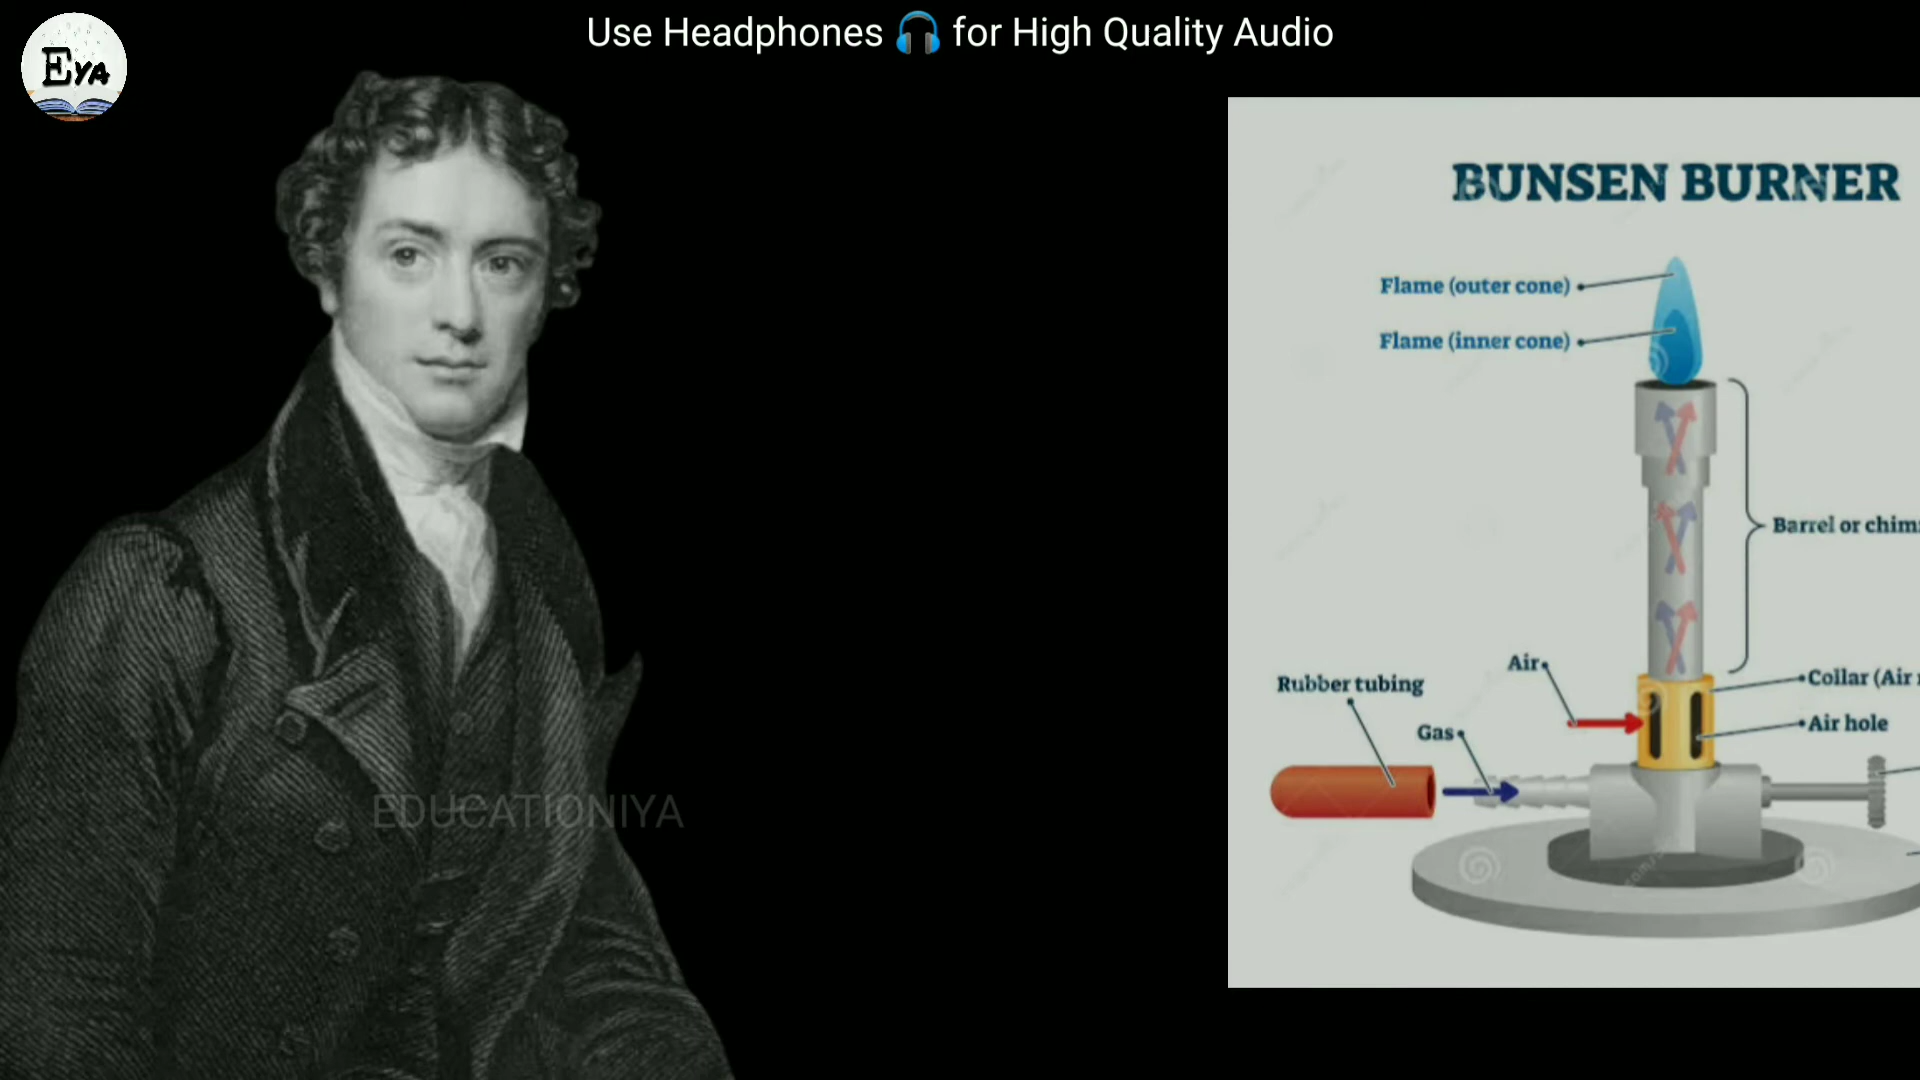 Use Headphones 🎧 for High Quality Audio
EYA
BUNSEN BURNER
Flame (outer cone)
Flame (inner cone)
Barrel or
Air
Collar (Air
Rubber tubing
Air hole
Gas
EDUCATIONIYA